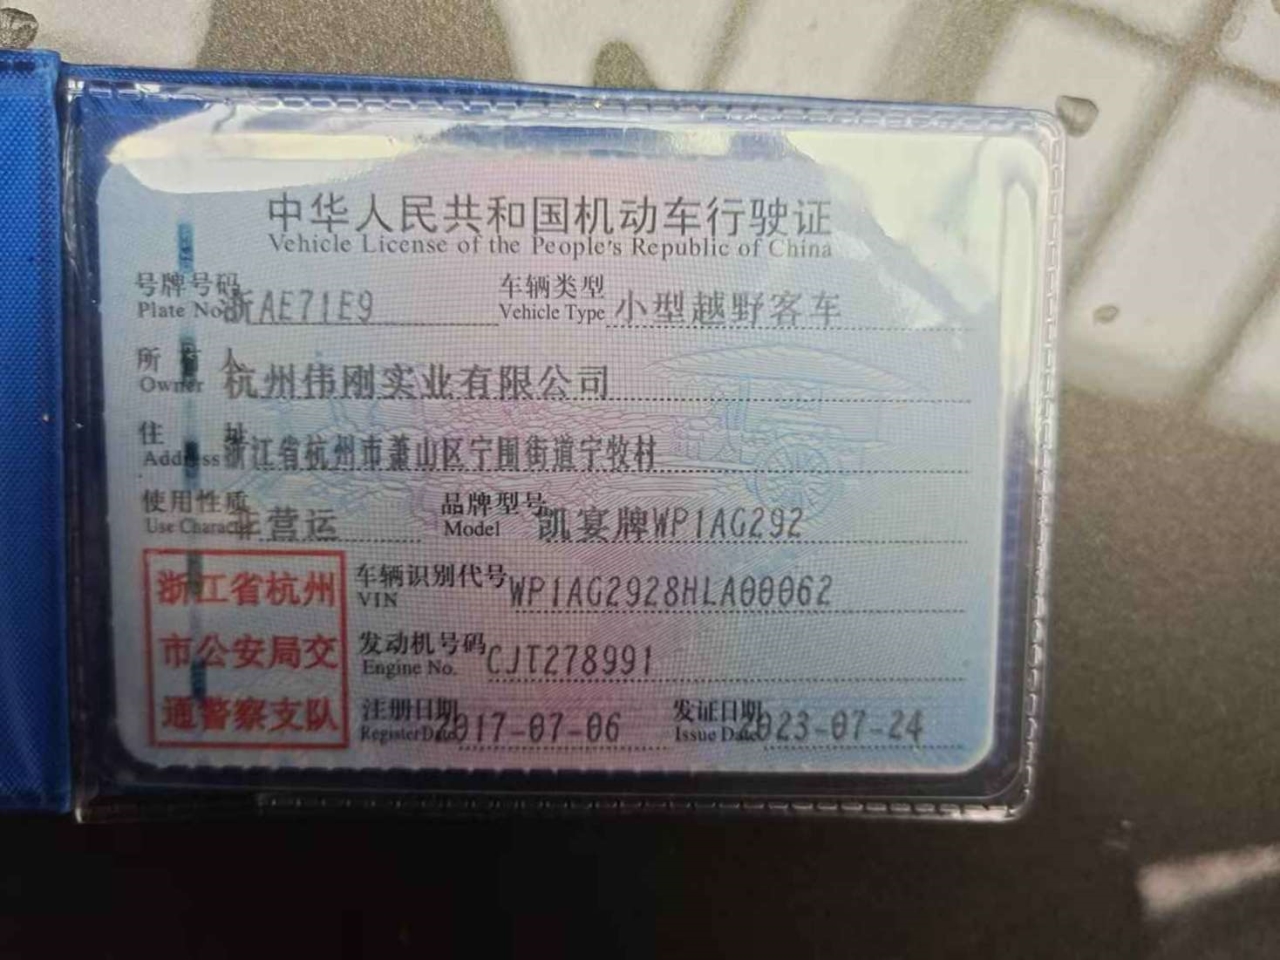 中华人民共和国机动车行驶证
Vehicle License of the People's Republic of China
号牌号码 浙AE71E9 车辆类型 小型越野客车
Plate No. Vehicle Type
所有人 杭州伟刚实业有限公司
Owner
住址 浙江省杭州市萧山区宁围街道宁牧村
Address
使用性质 非营运 品牌型号 凯宴牌WP1AG292
Use Character Model
浙江省杭州
市公安局交
通警察支队
车辆识别代号 WP1AG2928HLA00062
VIN
发动机号码 CJT278991
Engine No.
注册日期 2017-07-06 发证日期 2023-07-24
Register Date Issue Date